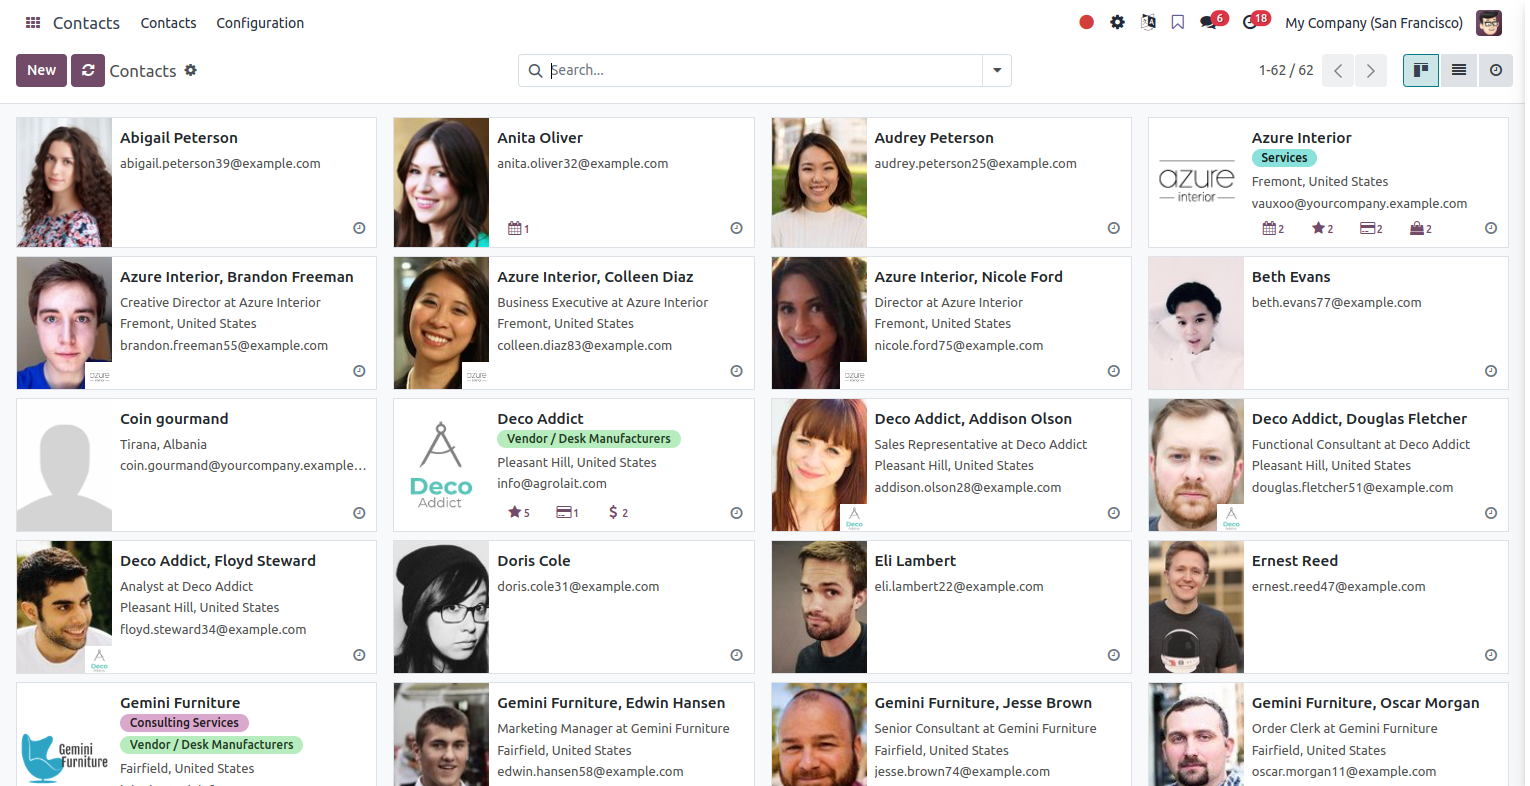 Contacts Contacts Configuration 6 18 My Company (San Francisco)
New Contacts Search... 1-62 / 62
Abigail Peterson
abigail.peterson39@example.com
Anita Oliver
anita.oliver32@example.com
1
Audrey Peterson
audrey.peterson25@example.com
azure
interior
Azure Interior
Services
Fremont, United States
vauxoo@yourcompany.example.com
2 2 2 2
Azure Interior, Brandon Freeman
Creative Director at Azure Interior
Fremont, United States
brandon.freeman55@example.com
azure
Azure Interior, Colleen Diaz
Business Executive at Azure Interior
Fremont, United States
colleen.diaz83@example.com
azure
Azure Interior, Nicole Ford
Director at Azure Interior
Fremont, United States
nicole.ford75@example.com
azure
Beth Evans
beth.evans77@example.com
Coin gourmand
Tirana, Albania
coin.gourmand@yourcompany.example...
Deco
Addict
Deco Addict
Vendor / Desk Manufacturers
Pleasant Hill, United States
info@agrolait.com
5 1 $ 2
Deco Addict, Addison Olson
Sales Representative at Deco Addict
Pleasant Hill, United States
addison.olson28@example.com
Deco
Deco Addict, Douglas Fletcher
Functional Consultant at Deco Addict
Pleasant Hill, United States
douglas.fletcher51@example.com
Deco
Deco Addict, Floyd Steward
Analyst at Deco Addict
Pleasant Hill, United States
floyd.steward34@example.com
Deco
Doris Cole
doris.cole31@example.com
Eli Lambert
eli.lambert22@example.com
Ernest Reed
ernest.reed47@example.com
Gemini
Furniture
Gemini Furniture
Consulting Services
Vendor / Desk Manufacturers
Fairfield, United States
Gemini Furniture, Edwin Hansen
Marketing Manager at Gemini Furniture
Fairfield, United States
edwin.hansen58@example.com
Gemini Furniture, Jesse Brown
Senior Consultant at Gemini Furniture
Fairfield, United States
jesse.brown74@example.com
Gemini Furniture, Oscar Morgan
Order Clerk at Gemini Furniture
Fairfield, United States
oscar.morgan11@example.com